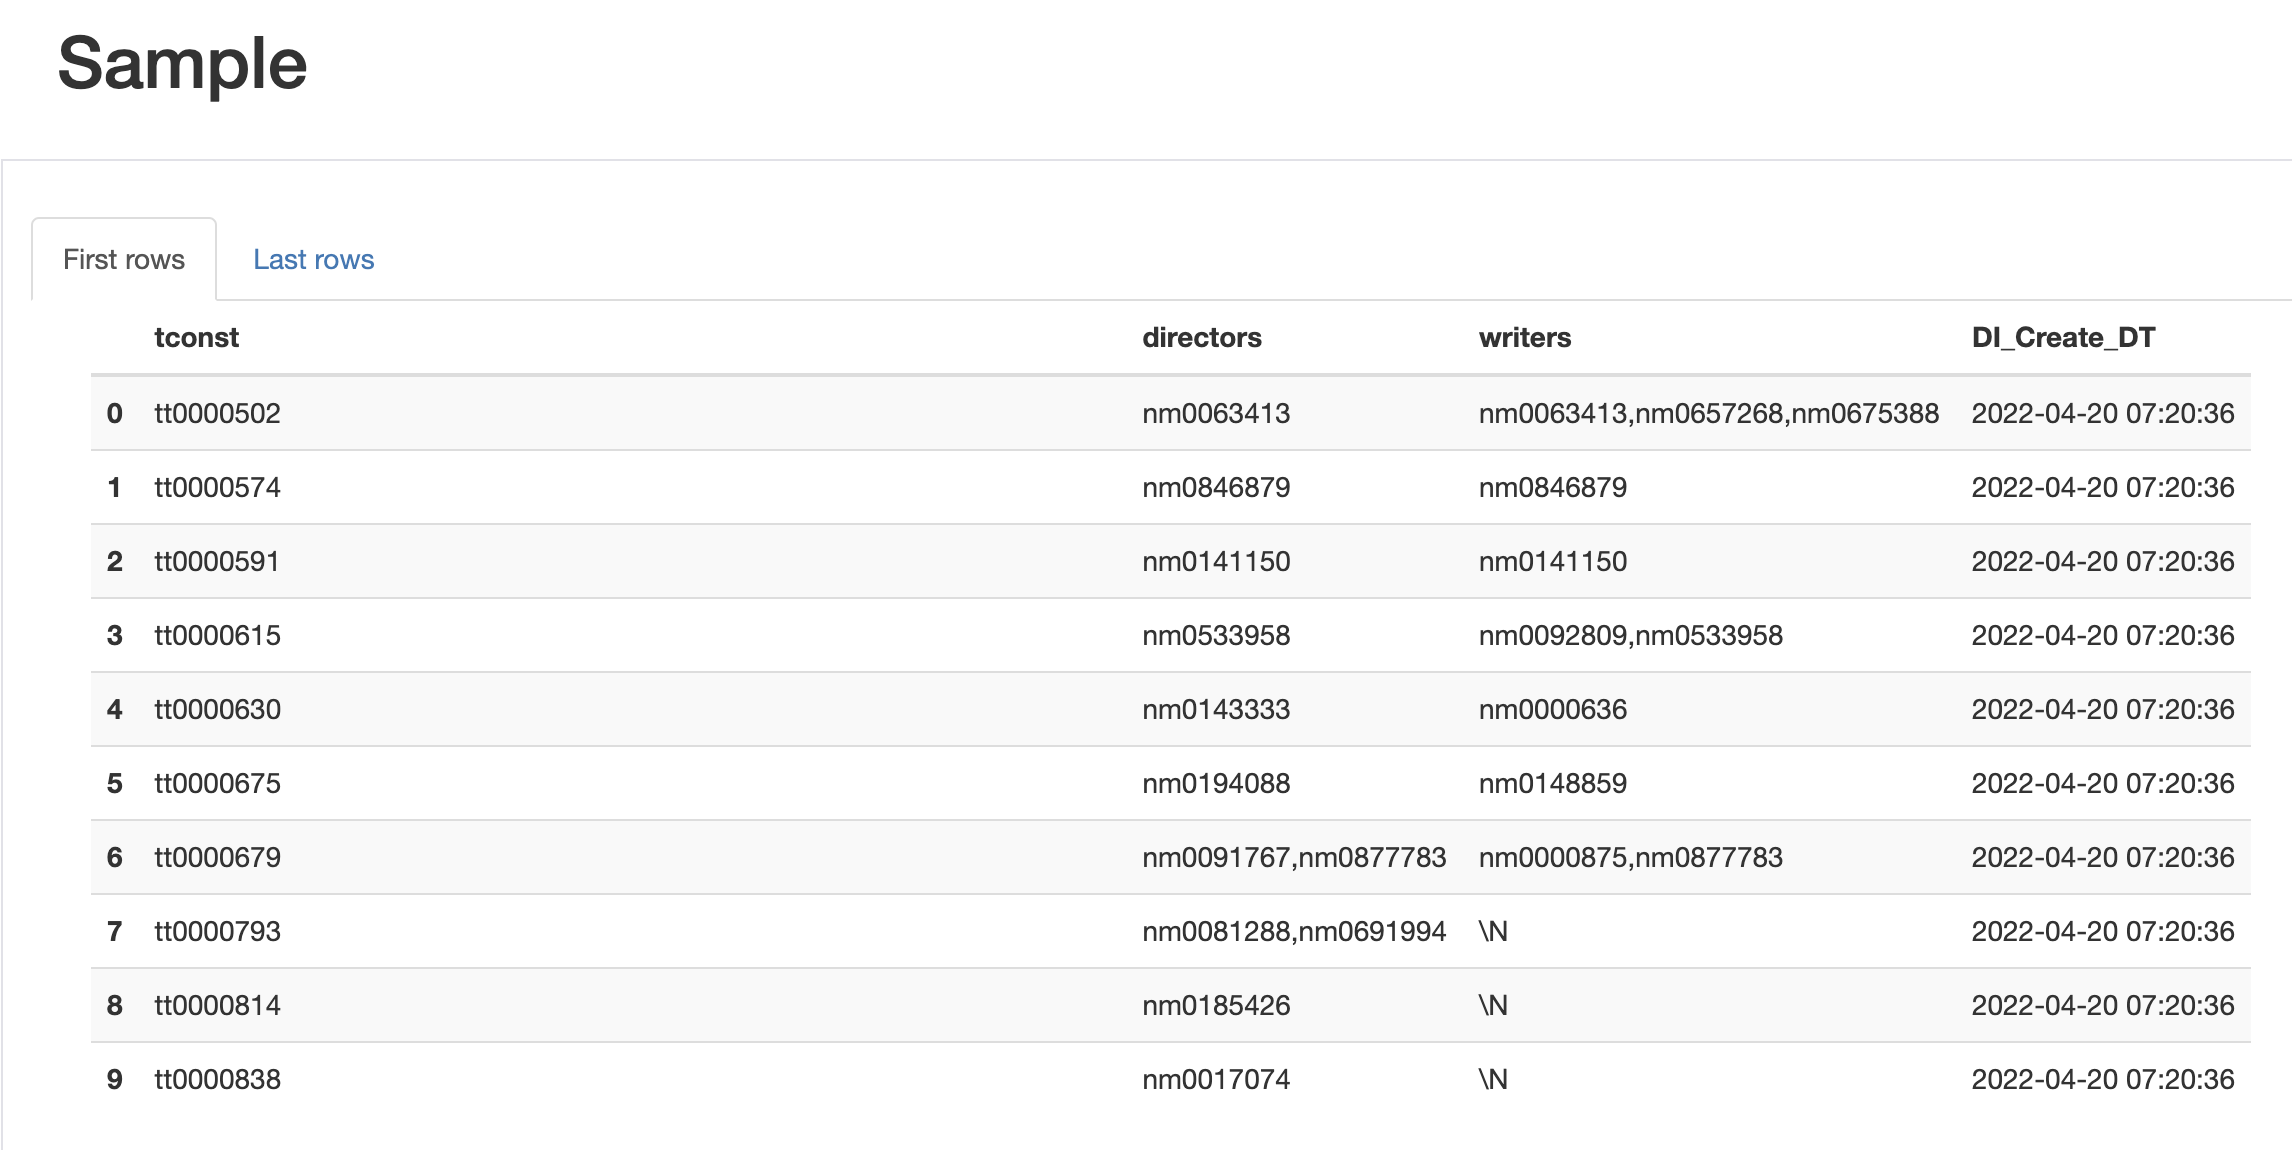 Sample
First rows Last rows
tconst directors writers DI_Create_DT
0 tt0000502 nm0063413 nm0063413,nm0657268,nm0675388 2022-04-20 07:20:36
1 tt0000574 nm0846879 nm0846879 2022-04-20 07:20:36
2 tt0000591 nm0141150 nm0141150 2022-04-20 07:20:36
3 tt0000615 nm0533958 nm0092809,nm0533958 2022-04-20 07:20:36
4 tt0000630 nm0143333 nm0000636 2022-04-20 07:20:36
5 tt0000675 nm0194088 nm0148859 2022-04-20 07:20:36
6 tt0000679 nm0091767,nm0877783 nm0000875,nm0877783 2022-04-20 07:20:36
7 tt0000793 nm0081288,nm0691994 \N 2022-04-20 07:20:36
8 tt0000814 nm0185426 \N 2022-04-20 07:20:36
9 tt0000838 nm0017074 \N 2022-04-20 07:20:36